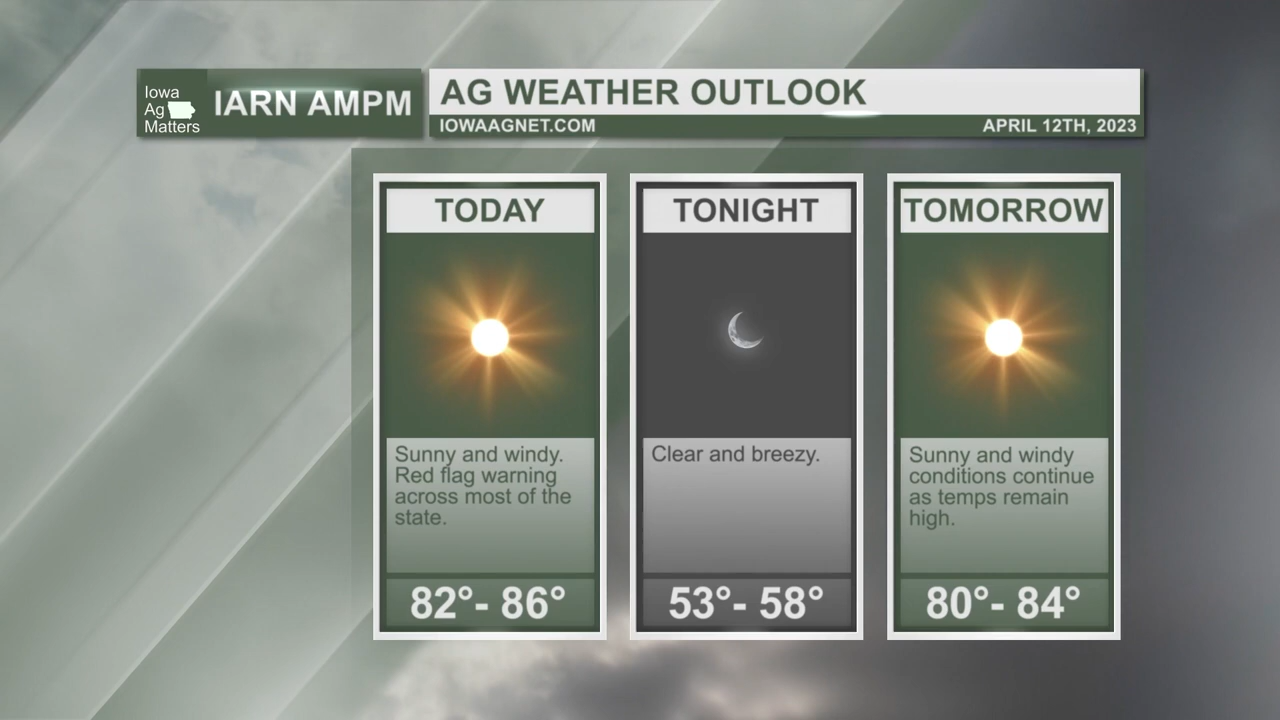 Iowa
Ag
Matters
IARN AMPM
AG WEATHER OUTLOOK
IOWAAGNET.COM
APRIL 12TH, 2023
TODAY
Sunny and windy.
Red flag warning
across most of the
state.
82°- 86°
TONIGHT
Clear and breezy.
53°- 58°
TOMORROW
Sunny and windy
conditions continue
as temps remain
high.
80°- 84°